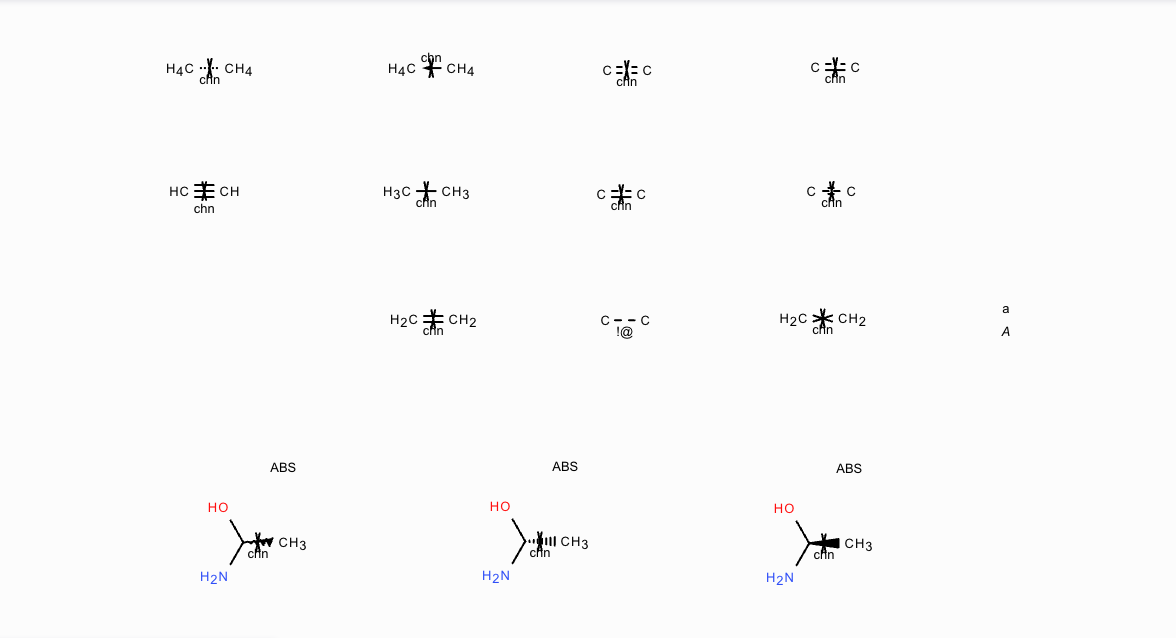 H4C CH4
chn
chn
H4C CH4
C C
chn
C C
chn
HC CH
chn
H3C CH3
chn
C C
chn
C C
chn
H2C CH2
chn
C C
!@
H2C CH2
chn
a
A
ABS
HO
CH3
chn
H2N
ABS
HO
CH3
chn
H2N
ABS
HO
CH3
chn
H2N